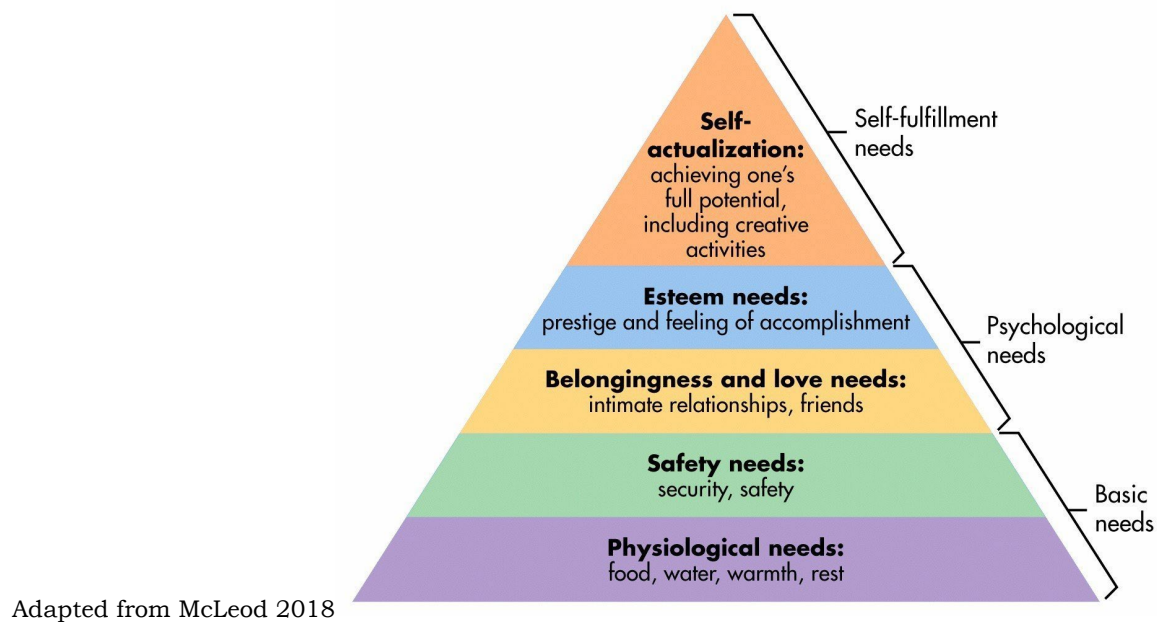 Self-
actualization:
achieving one's
full potential,
including creative
activities
Self-fulfillment
needs
Esteem needs:
prestige and feeling of accomplishment
Psychological
needs
Belongingness and love needs:
intimate relationships, friends
Safety needs:
security, safety
Basic
needs
Physiological needs:
food, water, warmth, rest
Adapted from McLeod 2018